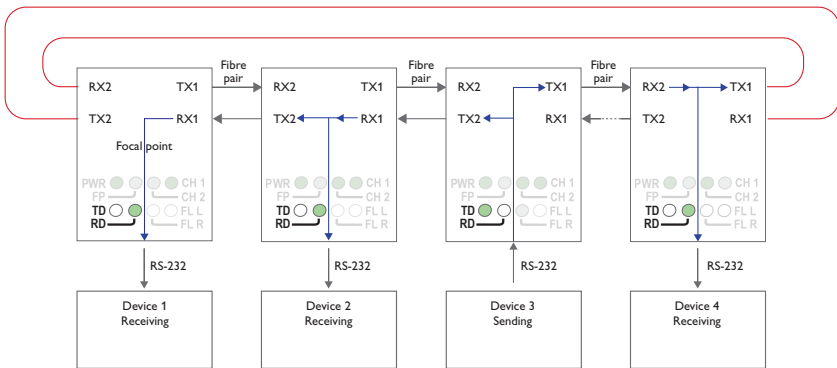 Fibre pair
Fibre pair
Fibre pair
RX2 TX1
TX2 RX1
Focal point
PWR CH 1
FP CH 2
TD FL L
RD FL R
RS-232
Device 1
Receiving
RX2 TX1
TX2 RX1
PWR CH 1
FP CH 2
TD FL L
RD FL R
RS-232
Device 2
Receiving
RX2 TX1
TX2 RX1
PWR CH 1
FP CH 2
TD FL L
RD FL R
RS-232
Device 3
Sending
RX2 TX1
TX2 RX1
PWR CH 1
FP CH 2
TD FL L
RD FL R
RS-232
Device 4
Receiving